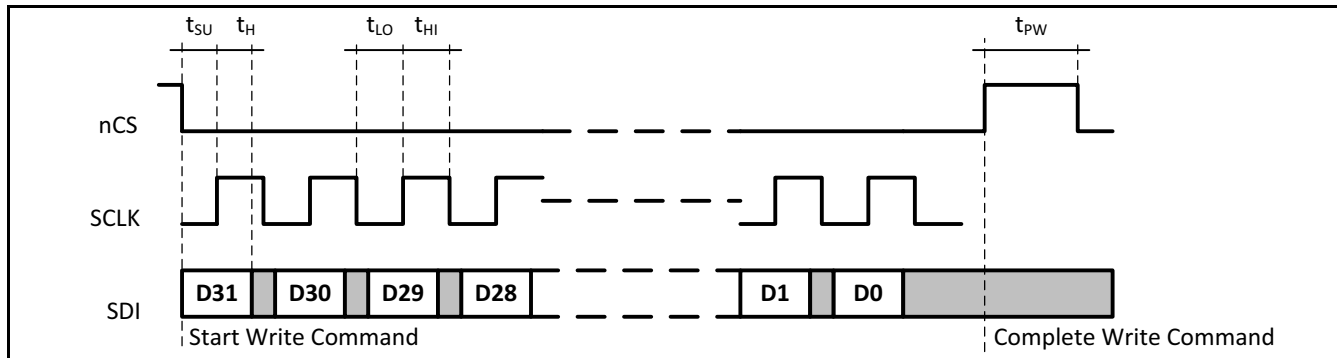 tSU tH tLO tHI tPW
nCS
SCLK
D31 D30 D29 D28 D1 D0
SDI
Start Write Command Complete Write Command